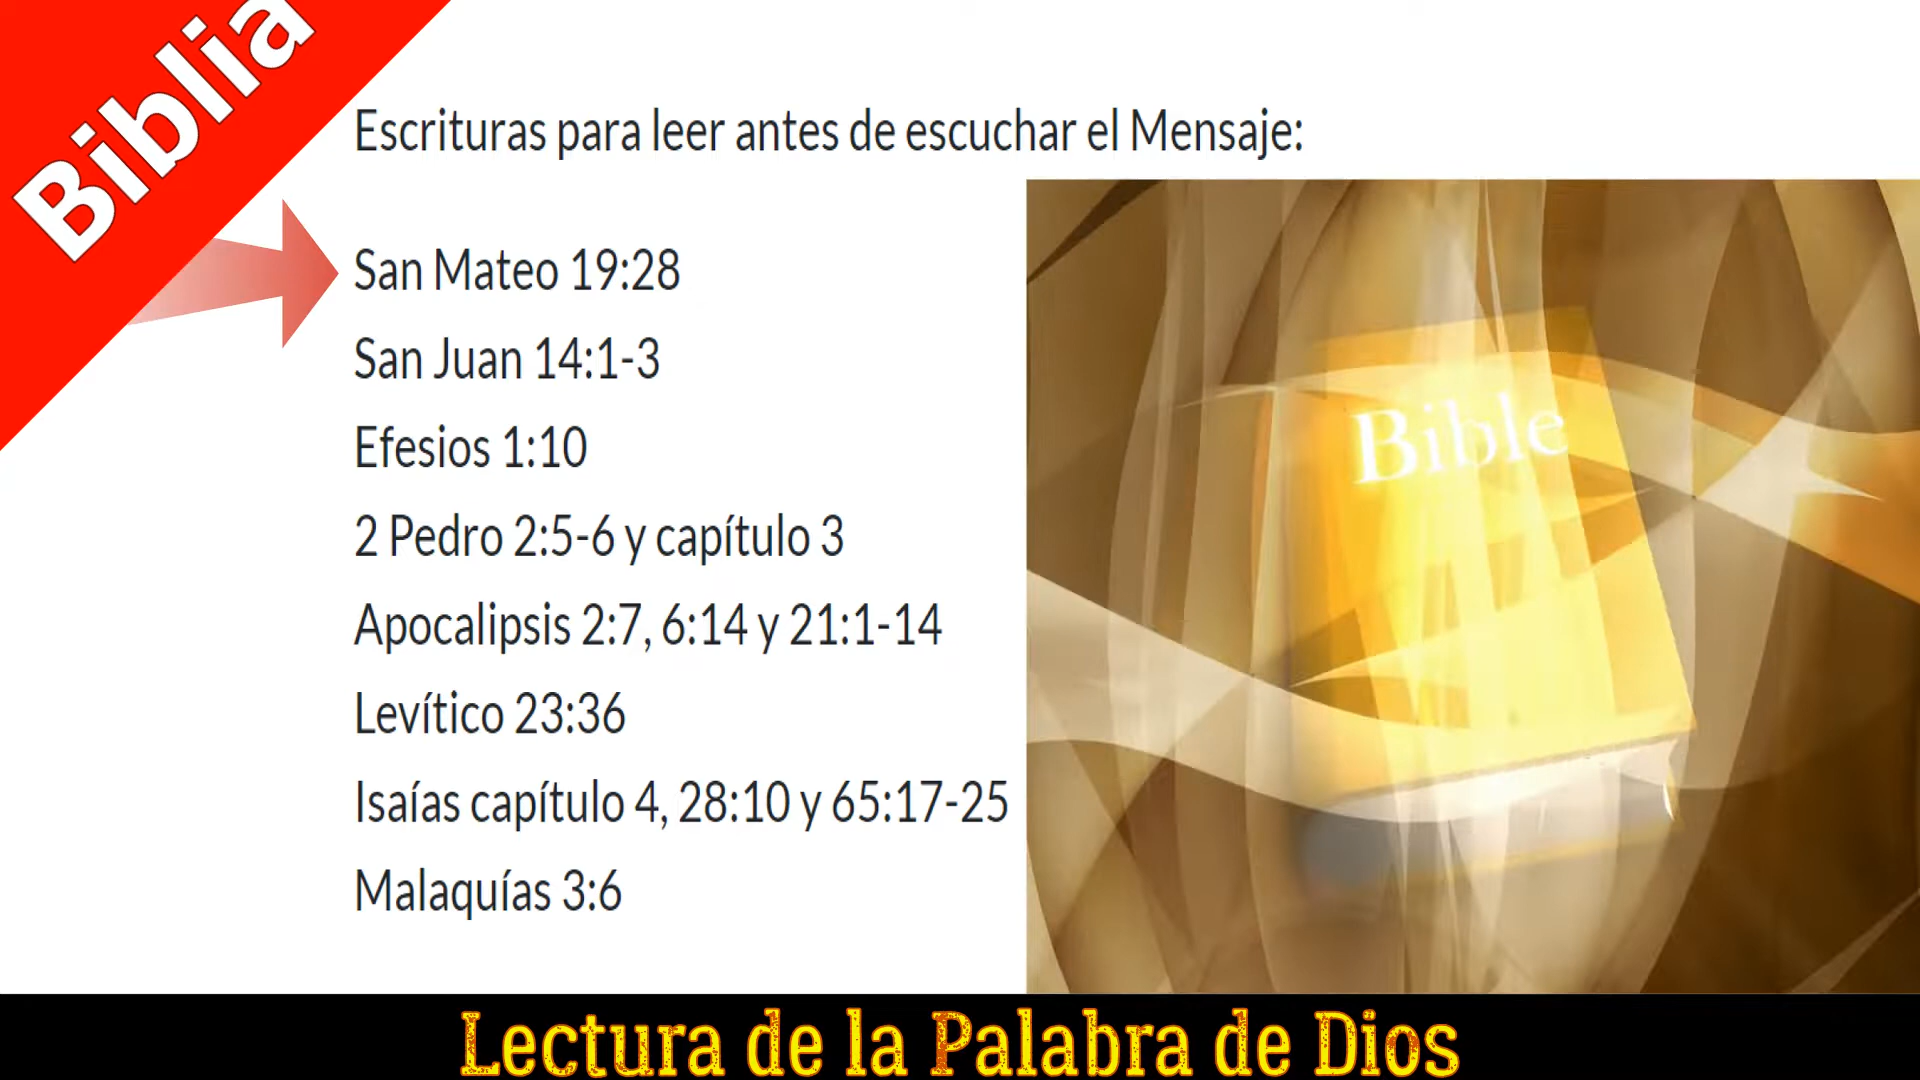 Biblia
Escrituras para leer antes de escuchar el Mensaje:
San Mateo 19:28
San Juan 14:1-3
Efesios 1:10
2 Pedro 2:5-6 y capítulo 3
Apocalipsis 2:7, 6:14 y 21:1-14
Levítico 23:36
Isaías capítulo 4, 28:10 y 65:17-25
Malaquías 3:6
Bible
Lectura de la Palabra de Dios